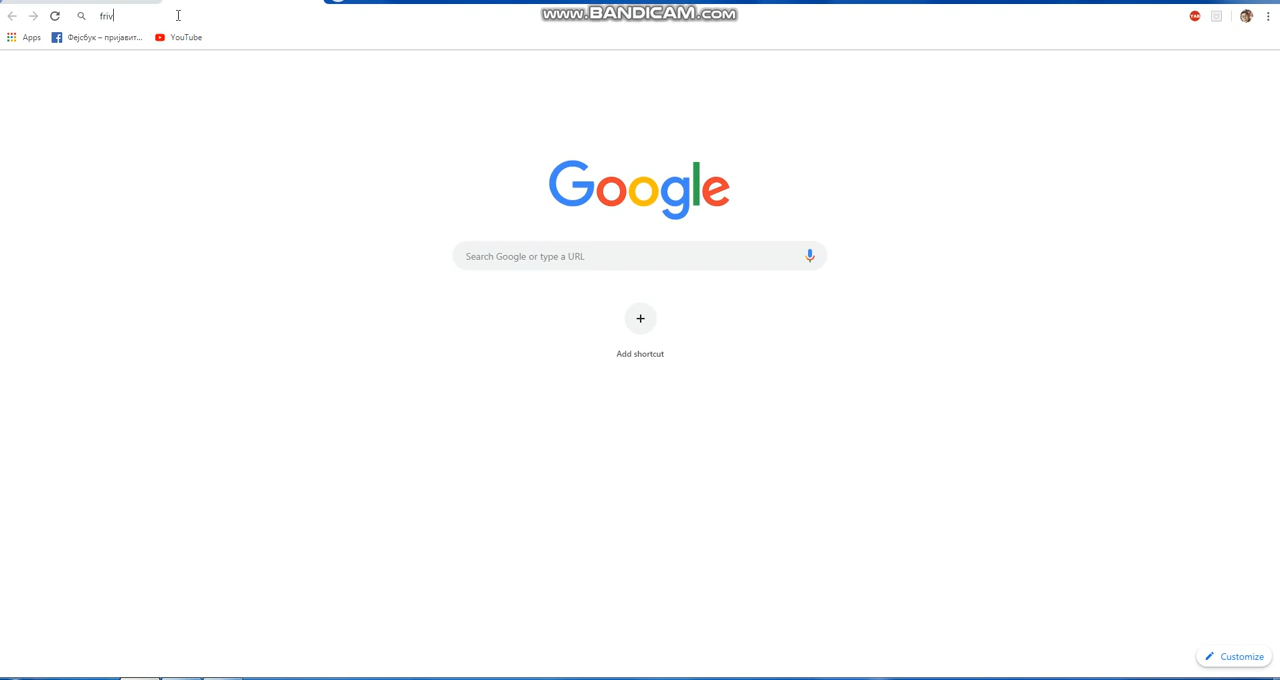 friv
www.BANDICAM.com
Apps
Фејсбук – пријавит...
YouTube
Google
Search Google or type a URL
+
Add shortcut
Customize